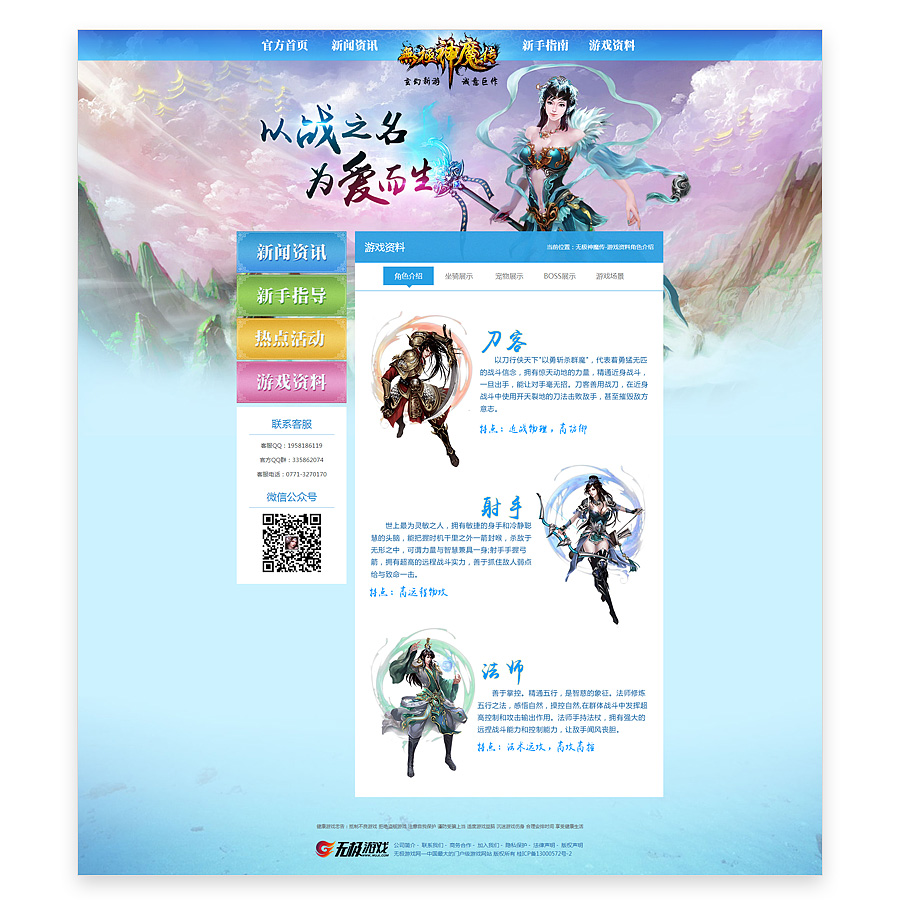 官方首页 新闻资讯 無極神魔传 新手指南 游戏资料
玄幻新游 诚意巨作
以战之名
为爱而生
新闻资讯
新手指导
热点活动
游戏资料
联系客服
客服QQ：1958186119
官方QQ群：335862074
客服电话：0771-3270170
微信公众号
游戏资料 当前位置：无极神魔传-游戏资料角色介绍
角色介绍 坐骑展示 宠物展示 BOSS展示 游戏场景
刀客
以刀行侠天下"以勇斩杀群魔"，代表着勇猛无匹
的战斗信念，拥有惊天动地的力量，精通近身战斗，
一旦出手，能让对手毫无招。刀客善用战刀，在近身
战斗中使用开天裂地的刀法击败敌手，甚至摧毁敌方
意志。
特点：近战物理，高防御
射手
世上最为灵敏之人，拥有敏捷的身手和冷静聪
慧的头脑，能把握时机千里之外一箭封喉，杀敌于
无形之中，可谓力量与智慧兼具一身;射手手握弓
箭，拥有超高的远程战斗实力，善于抓住敌人弱点
给与致命一击。
特点：高远程物攻
法师
善于掌控。精通五行，是智慧的象征。法师修炼
五行之法，感悟自然，操控自然,在群体战斗中发挥超
高控制和攻击输出作用。法师手持法杖，拥有强大的
远捏战斗能力和控制能力，让敌手闻风丧胆。
特点：法术远攻，高攻高控
健康游戏忠告：抵制不良游戏 拒绝盗版游戏 注意自我保护 谨防受骗上当 适度游戏益脑 沉迷游戏伤身 合理安排时间 享受健康生活
无极游戏
公司简介 - 联系我们 - 商务合作 - 加入我们 - 隐私保护 - 法律声明 - 版权声明
无极游戏网—中国最大的门户级游戏网站 版权所有 桂ICP备13000572号-2